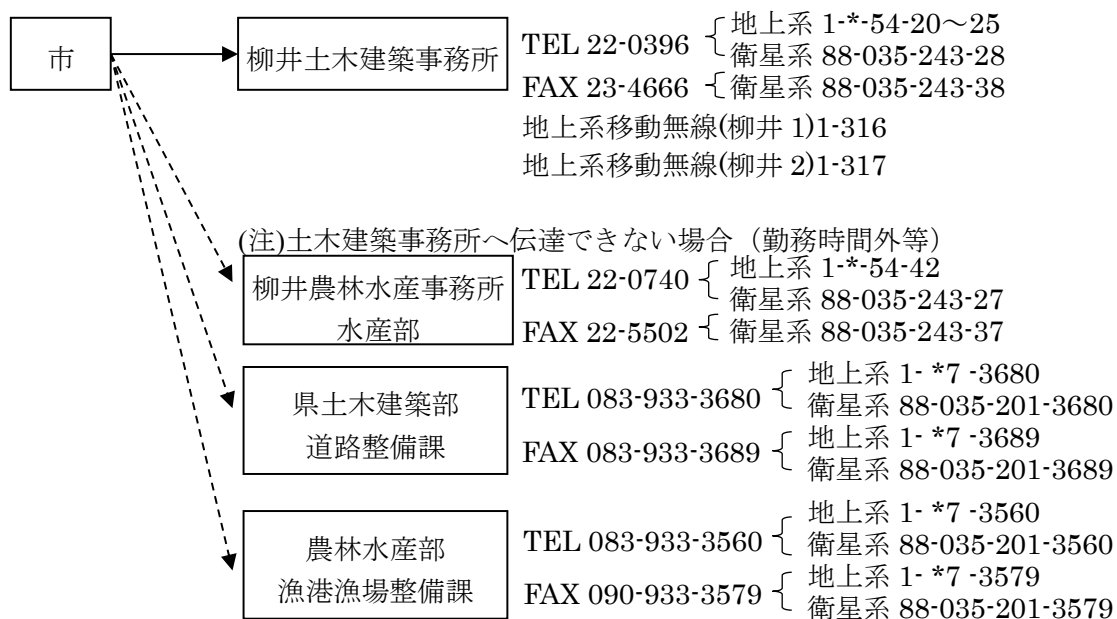 市
柳井土木建築事務所
TEL 22-0396
地上系 1-*-54-20～25
衛星系 88-035-243-28
FAX 23-4666
衛星系 88-035-243-38
地上系移動無線(柳井 1)1-316
地上系移動無線(柳井 2)1-317
(注)土木建築事務所へ伝達できない場合（勤務時間外等）
柳井農林水産事務所
水産部
TEL 22-0740
地上系 1-*-54-42
衛星系 88-035-243-27
FAX 22-5502
衛星系 88-035-243-37
県土木建築部
道路整備課
TEL 083-933-3680
地上系 1- *7 -3680
衛星系 88-035-201-3680
FAX 083-933-3689
地上系 1- *7 -3689
衛星系 88-035-201-3689
農林水産部
漁港漁場整備課
TEL 083-933-3560
地上系 1- *7 -3560
衛星系 88-035-201-3560
FAX 090-933-3579
地上系 1- *7 -3579
衛星系 88-035-201-3579